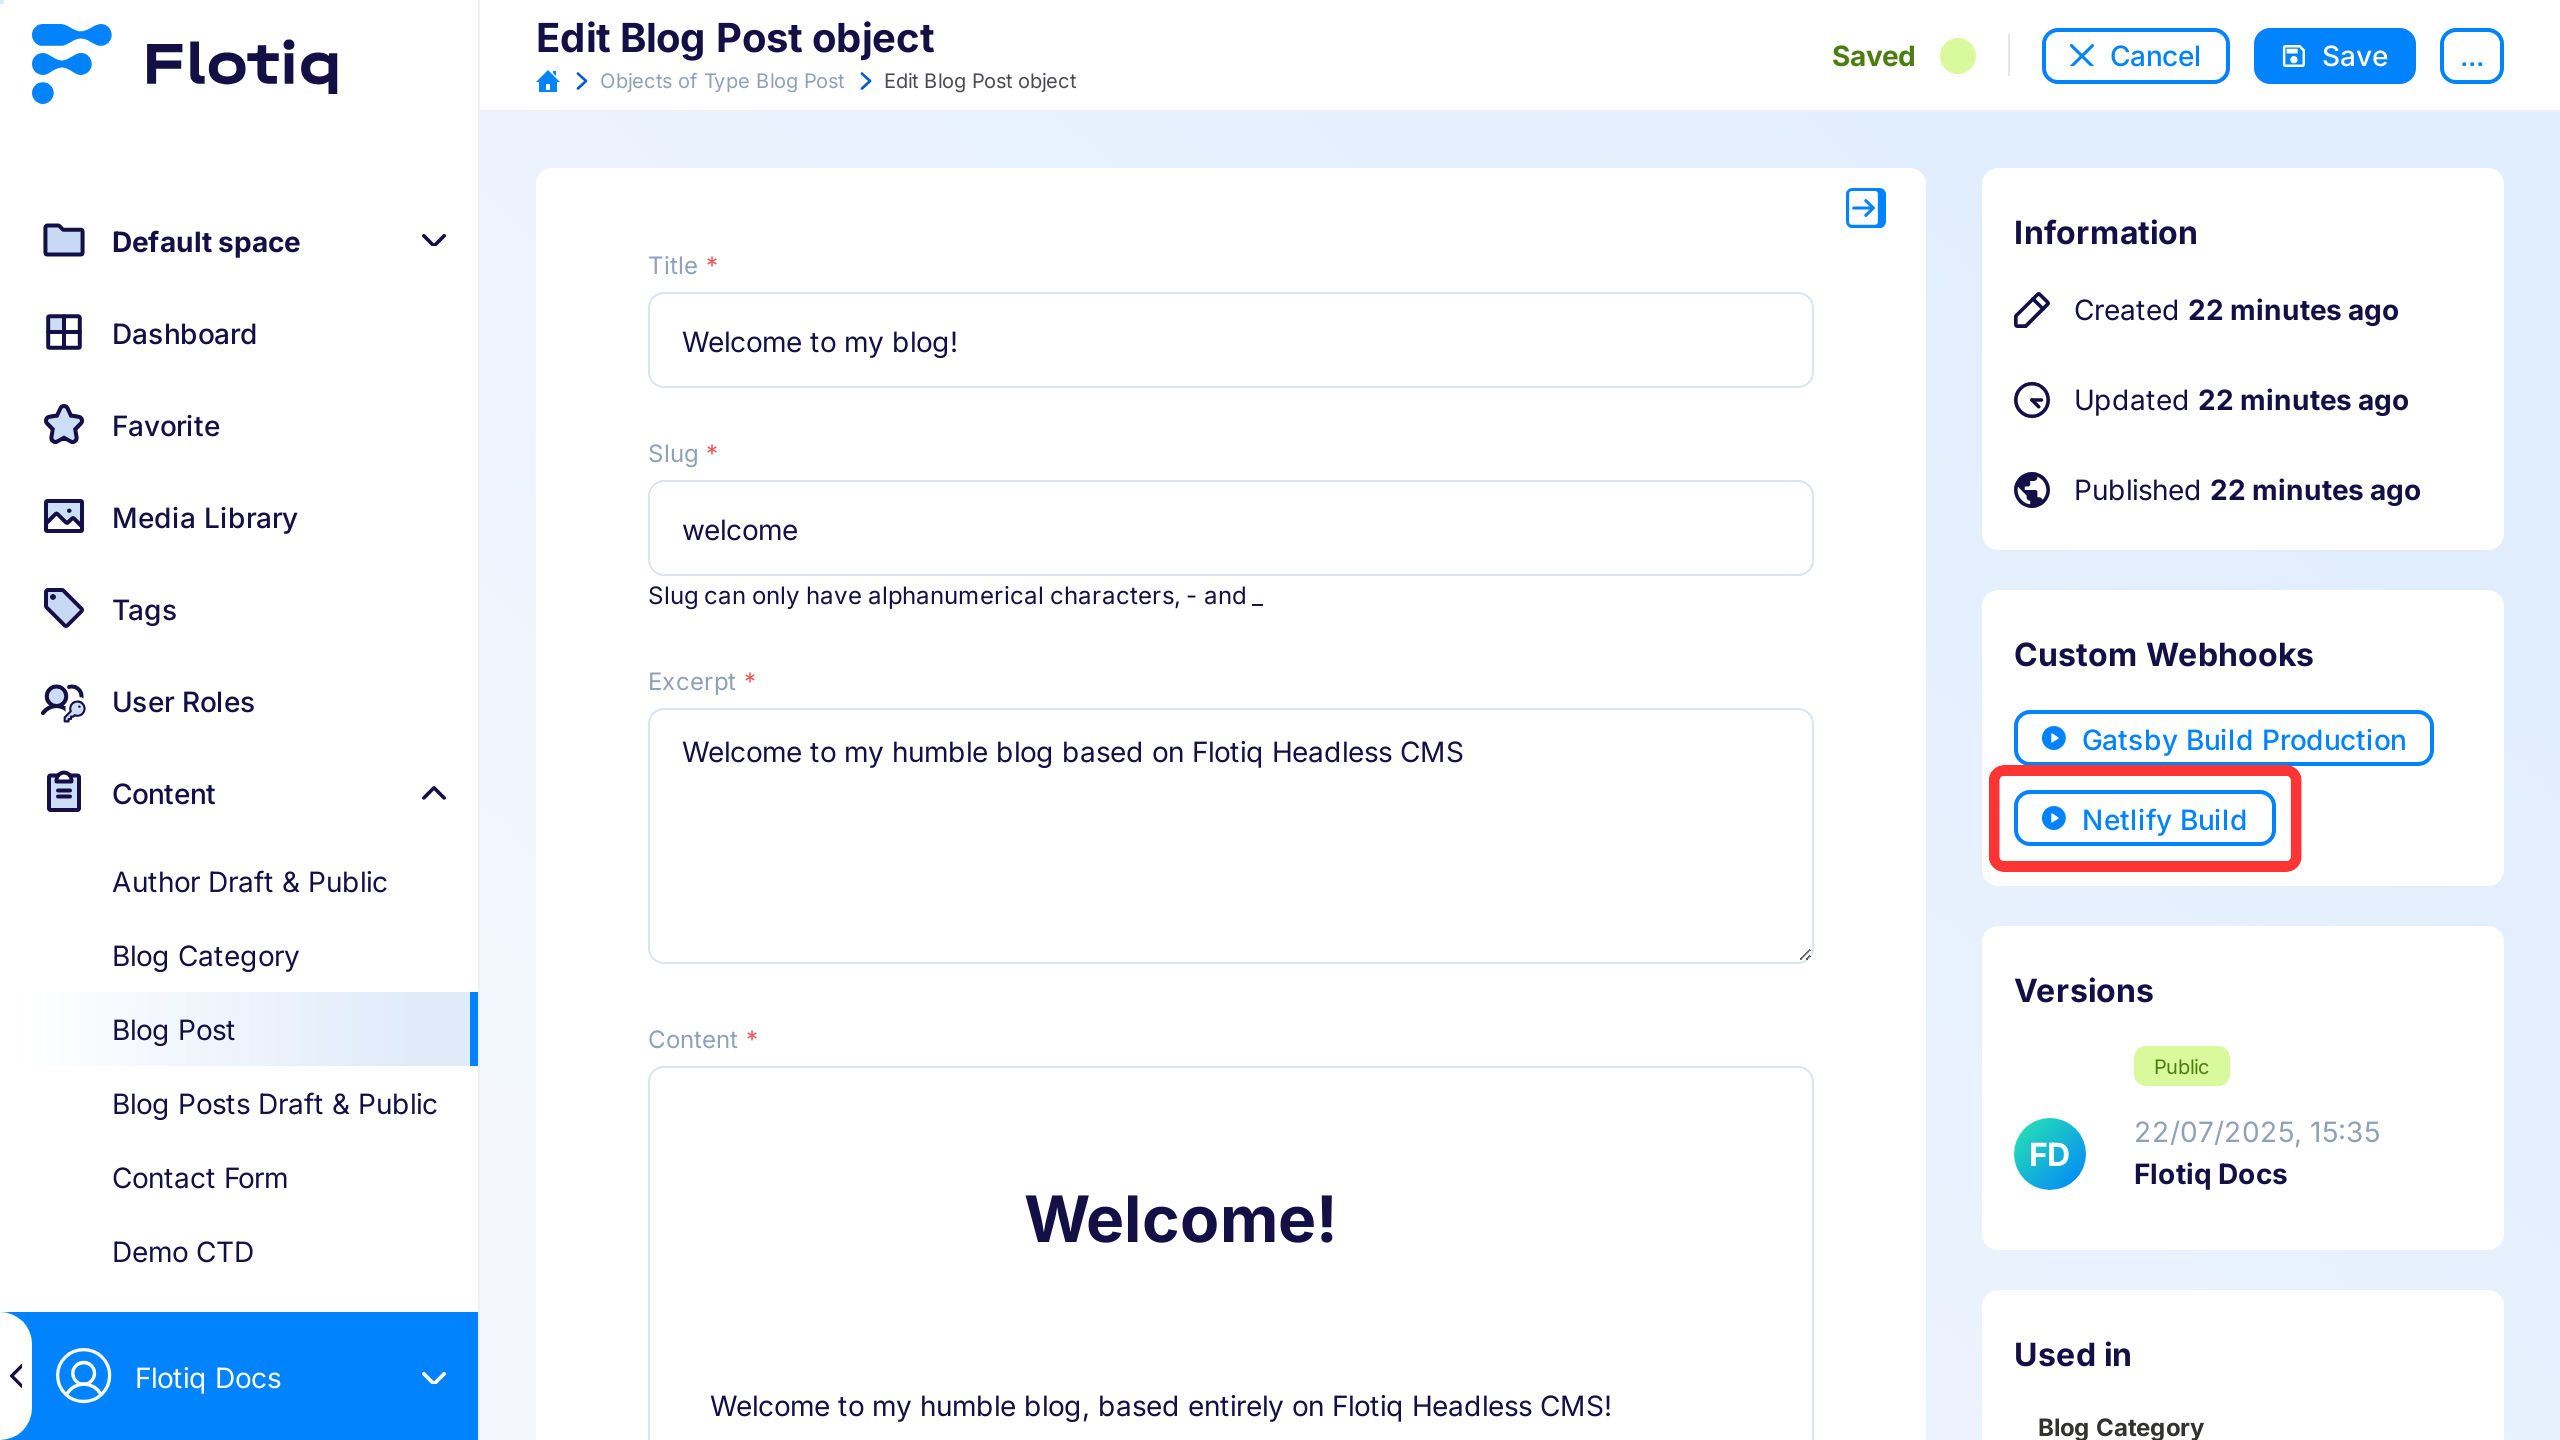 Flotiq
Default space
Dashboard
Favorite
Media Library
Tags
User Roles
Content
Author Draft & Public
Blog Category
Blog Post
Blog Posts Draft & Public
Contact Form
Demo CTD
Flotiq Docs
Edit Blog Post object
Objects of Type Blog Post
Edit Blog Post object
Saved
Cancel
Save
...
Title *
Welcome to my blog!
Slug *
welcome
Slug can only have alphanumerical characters, - and _
Excerpt *
Welcome to my humble blog based on Flotiq Headless CMS
Content *
Welcome!
Welcome to my humble blog, based entirely on Flotiq Headless CMS!
Information
Created 22 minutes ago
Updated 22 minutes ago
Published 22 minutes ago
Custom Webhooks
Gatsby Build Production
Netlify Build
Versions
Public
FD
22/07/2025, 15:35
Flotiq Docs
Used in
Blog Category